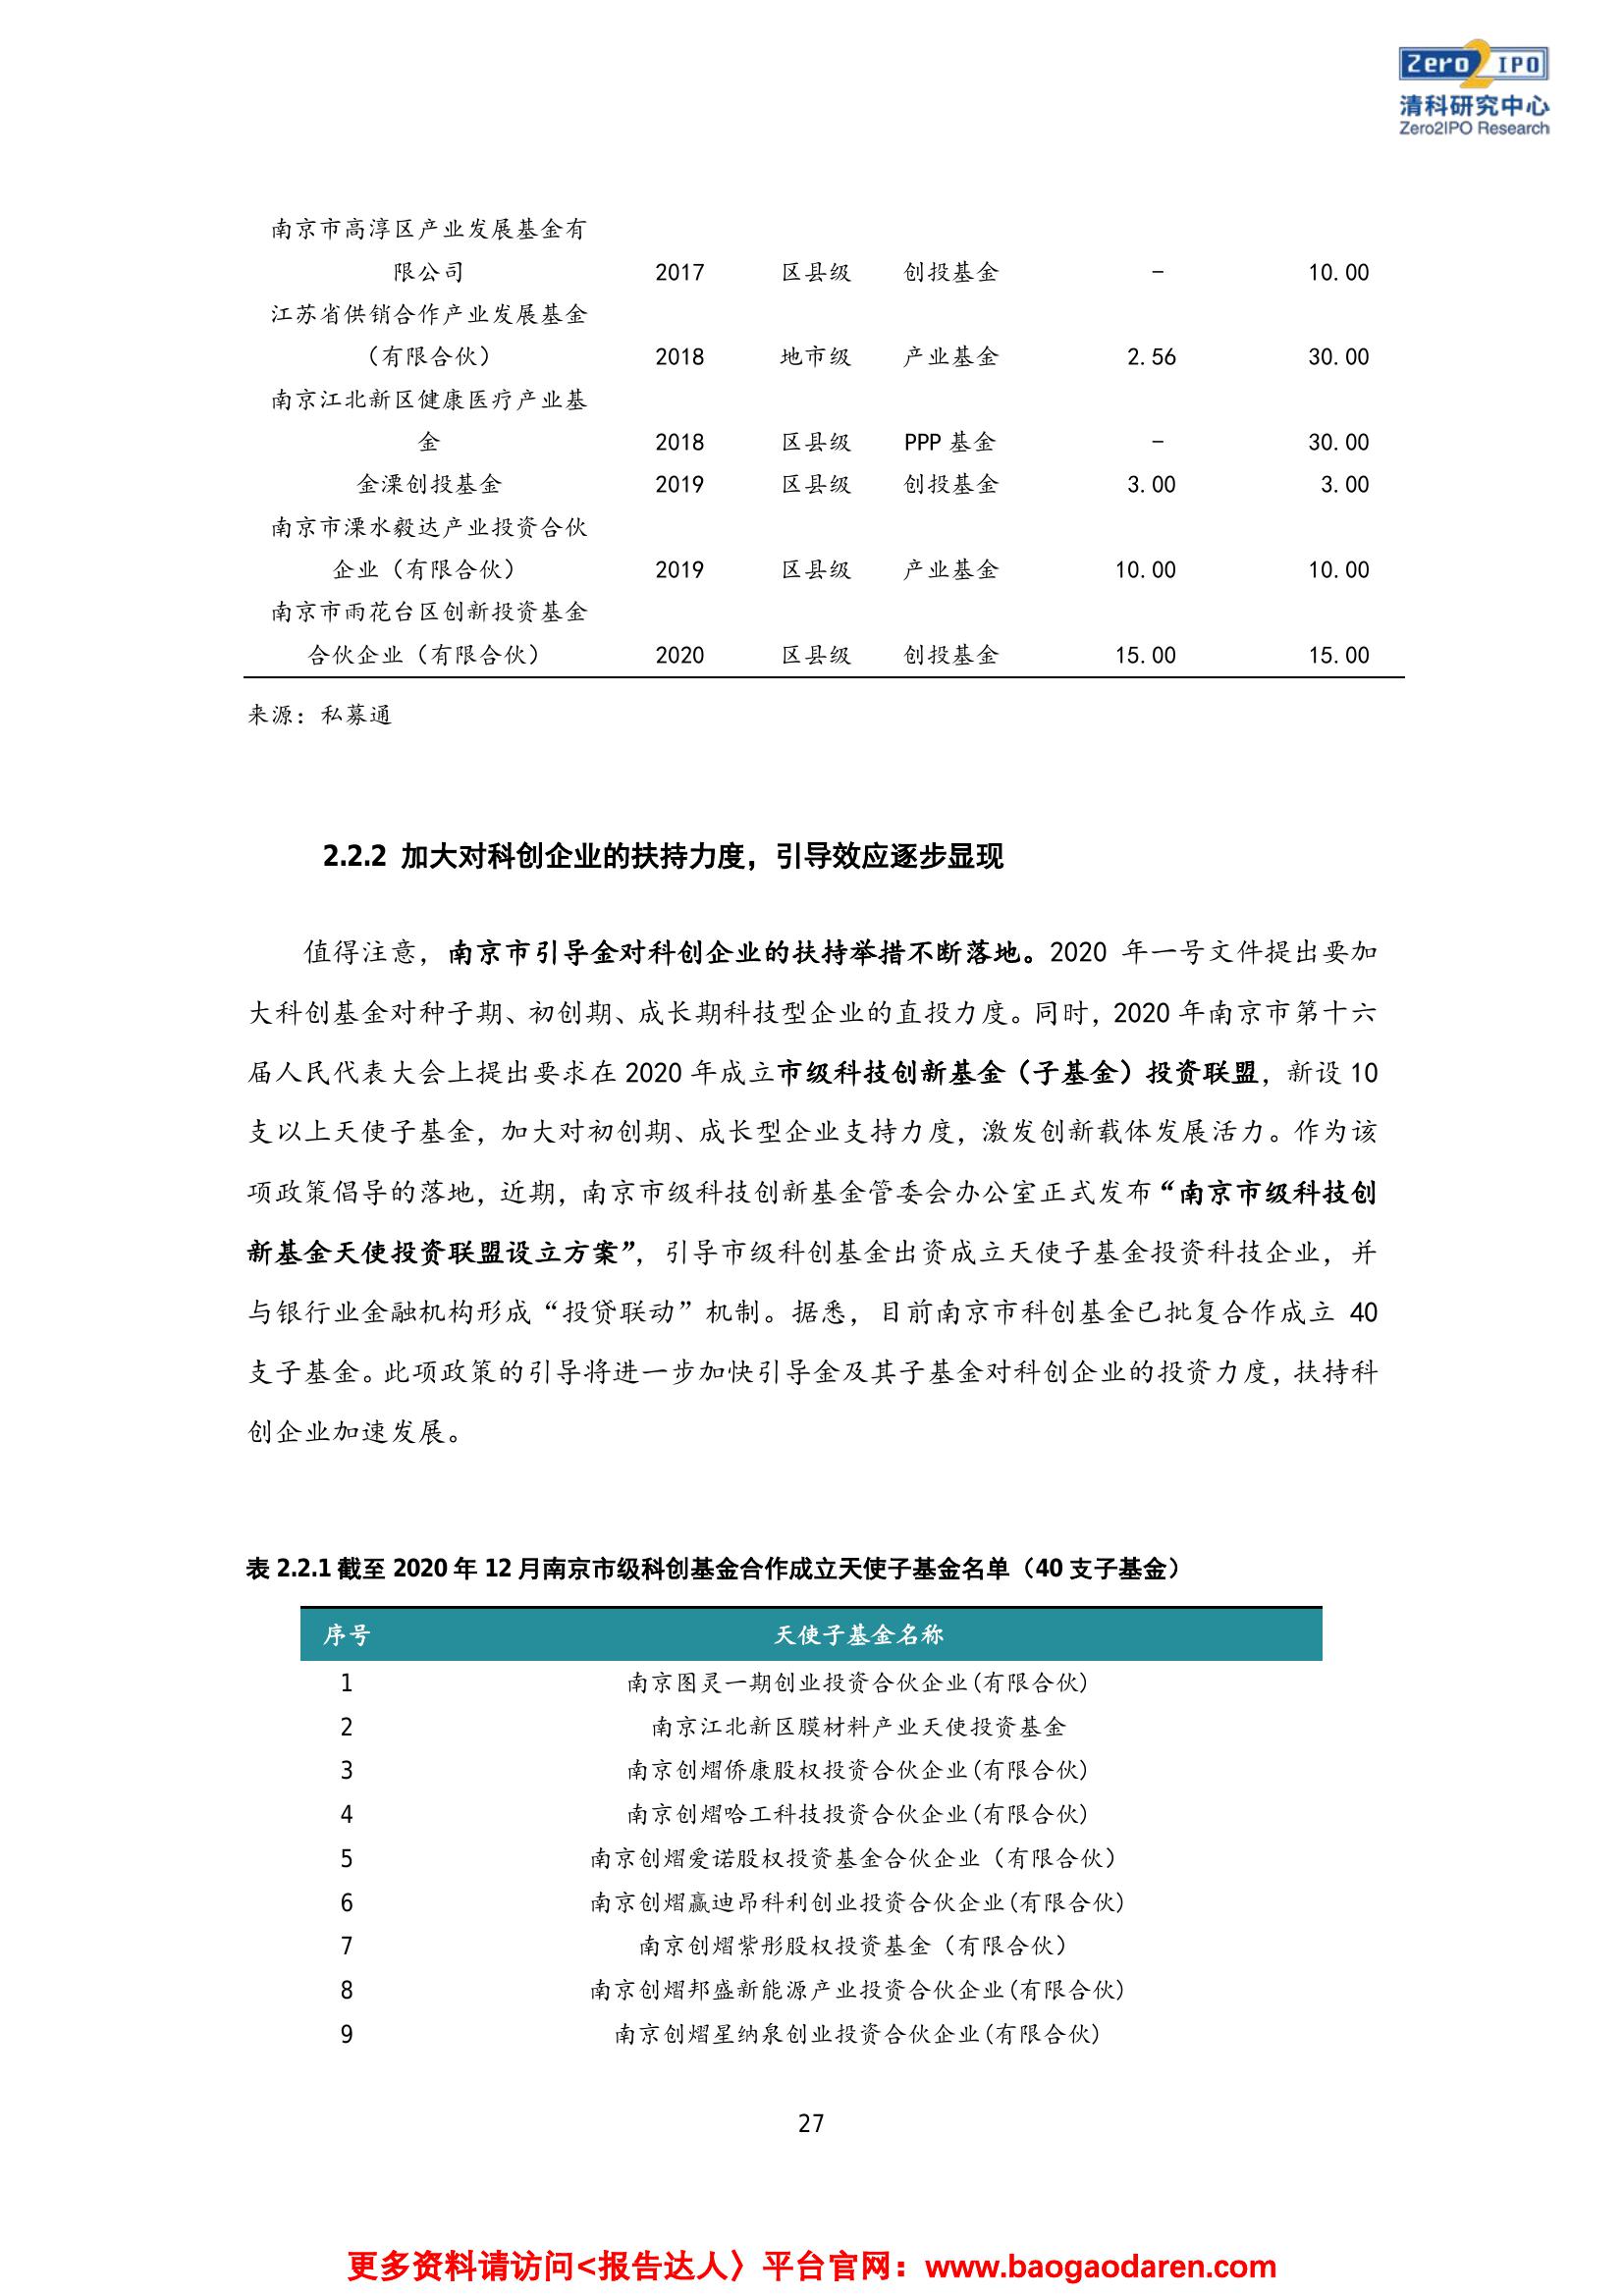 Zero2IPO
清科研究中心
Zero2IPO Research
南京市高淳区产业发展基金有
限公司 2017 区县级 创投基金 - 10.00
江苏省供销合作产业发展基金
（有限合伙） 2018 地市级 产业基金 2.56 30.00
南京江北新区健康医疗产业基
金 2018 区县级 PPP 基金 - 30.00
金溧创投基金 2019 区县级 创投基金 3.00 3.00
南京市溧水毅达产业投资合伙
企业（有限合伙） 2019 区县级 产业基金 10.00 10.00
南京市雨花台区创新投资基金
合伙企业（有限合伙） 2020 区县级 创投基金 15.00 15.00
来源：私募通
2.2.2 加大对科创企业的扶持力度，引导效应逐步显现
值得注意，南京市引导金对科创企业的扶持举措不断落地。2020 年一号文件提出要加
大科创基金对种子期、初创期、成长期科技型企业的直投力度。同时，2020 年南京市第十六
届人民代表大会上提出要求在 2020 年成立市级科技创新基金（子基金）投资联盟，新设 10
支以上天使子基金，加大对初创期、成长型企业支持力度，激发创新载体发展活力。作为该
项政策倡导的落地，近期，南京市级科技创新基金管委会办公室正式发布“南京市级科技创
新基金天使投资联盟设立方案”，引导市级科创基金出资成立天使子基金投资科技企业，并
与银行业金融机构形成“投贷联动”机制。据悉，目前南京市科创基金已批复合作成立 40
支子基金。此项政策的引导将进一步加快引导金及其子基金对科创企业的投资力度，扶持科
创企业加速发展。
表 2.2.1 截至 2020 年 12 月南京市级科创基金合作成立天使子基金名单（40 支子基金）
序号 天使子基金名称
1 南京图灵一期创业投资合伙企业(有限合伙)
2 南京江北新区膜材料产业天使投资基金
3 南京创熠侨康股权投资合伙企业(有限合伙)
4 南京创熠哈工科技投资合伙企业(有限合伙)
5 南京创熠爱诺股权投资基金合伙企业（有限合伙）
6 南京创熠赢迪昂科利创业投资合伙企业(有限合伙)
7 南京创熠紫彤股权投资基金（有限合伙）
8 南京创熠邦盛新能源产业投资合伙企业(有限合伙)
9 南京创熠星纳泉创业投资合伙企业(有限合伙)
27
更多资料请访问<报告达人〉平台官网：www.baogaodaren.com